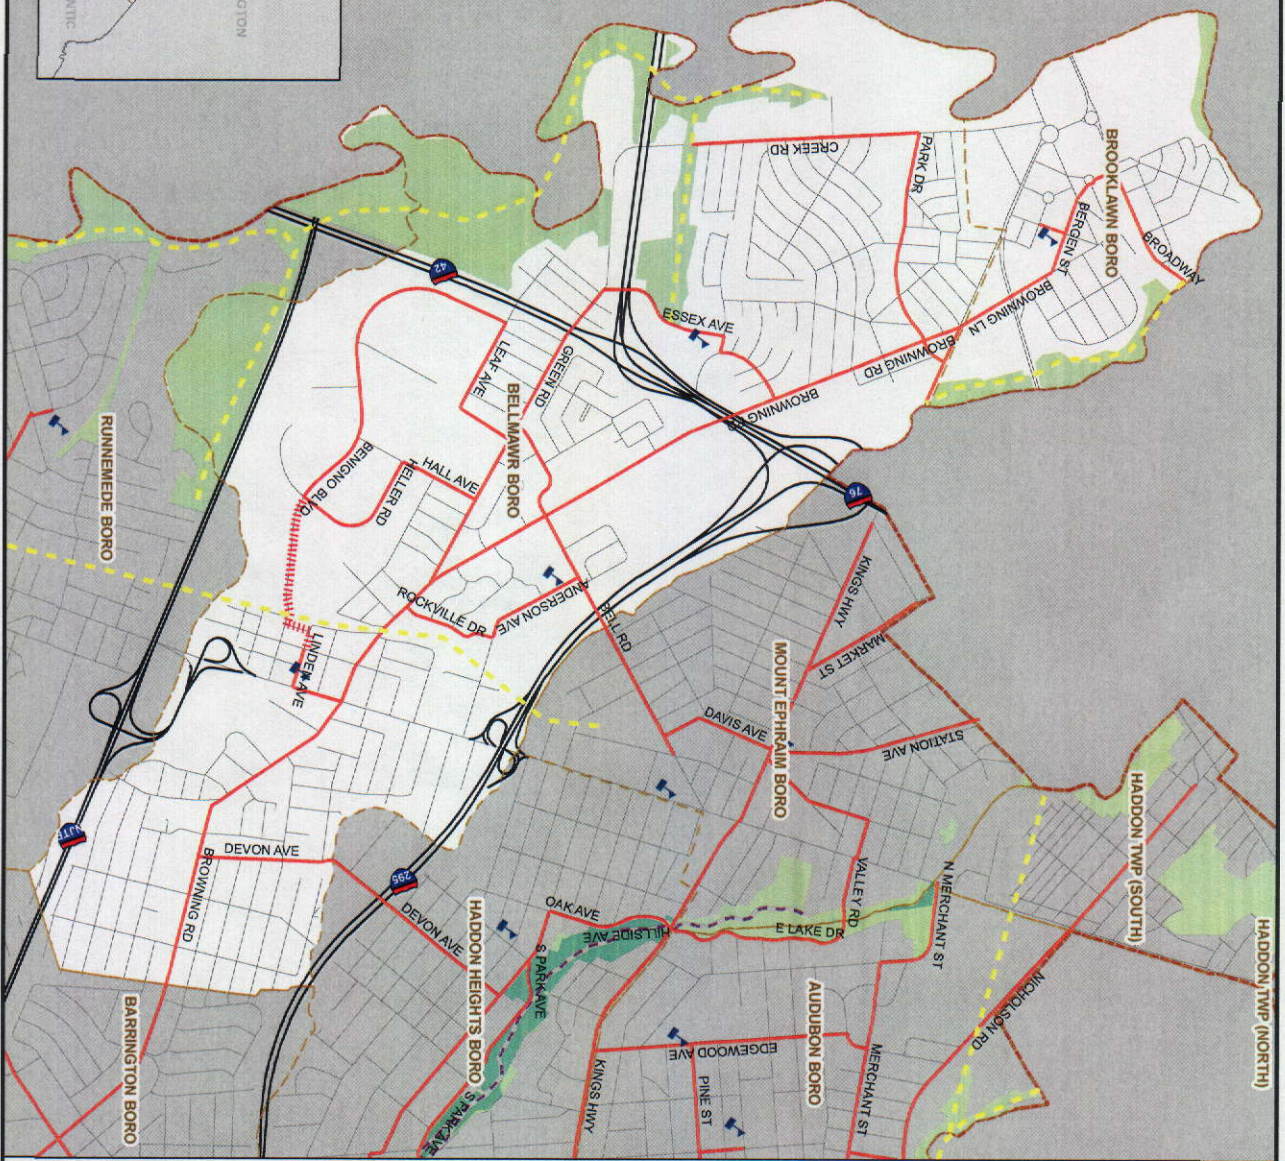 NGTON
NTIC
BROOKLAWN BORO
BROADWAY
BERGEN ST
BROWNING LN
PARK DR
CREEK RD
BROWNING RD
ESSEX AVE
BROWNING RD
42
LEAF AVE
GREEN RD
BELLMAWR BORO
HALL AVE
HELLER RD
BENIGNO BLVD
76
KINGS HWY
MARKET ST
ANDERSON AVE
ROCKVILLE DR
BELL RD
LINDEN AVE
RUNNEMEDE BORO
MOUNT EPHRAIM BORO
DAVIS AVE
STATION AVE
HADDON TWP (SOUTH)
HADDON TWP (NORTH)
NJTP
DEVON AVE
BROWNING RD
295
DEVON AVE
HADDON HEIGHTS BORO
OAK AVE
HILLSIDE AVE
S PARK AVE
E LAKE DR
VALLEY RD
N MERCHANT ST
NICHOLSON RD
AUDUBON BORO
EDGEWOOD AVE
MERCHANT ST
PINE ST
KINGS HWY
S PARK AVE
BARRINGTON BORO